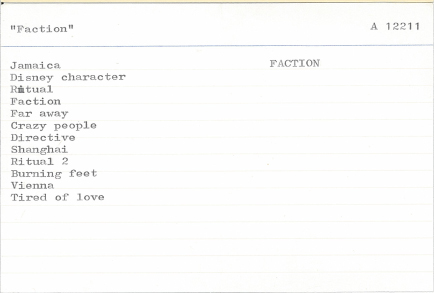 "Faction" A 12211
Jamaica FACTION
Disney character
Ritual
Faction
Far away
Crazy people
Directive
Shanghai
Ritual 2
Burning feet
Vienna
Tired of love